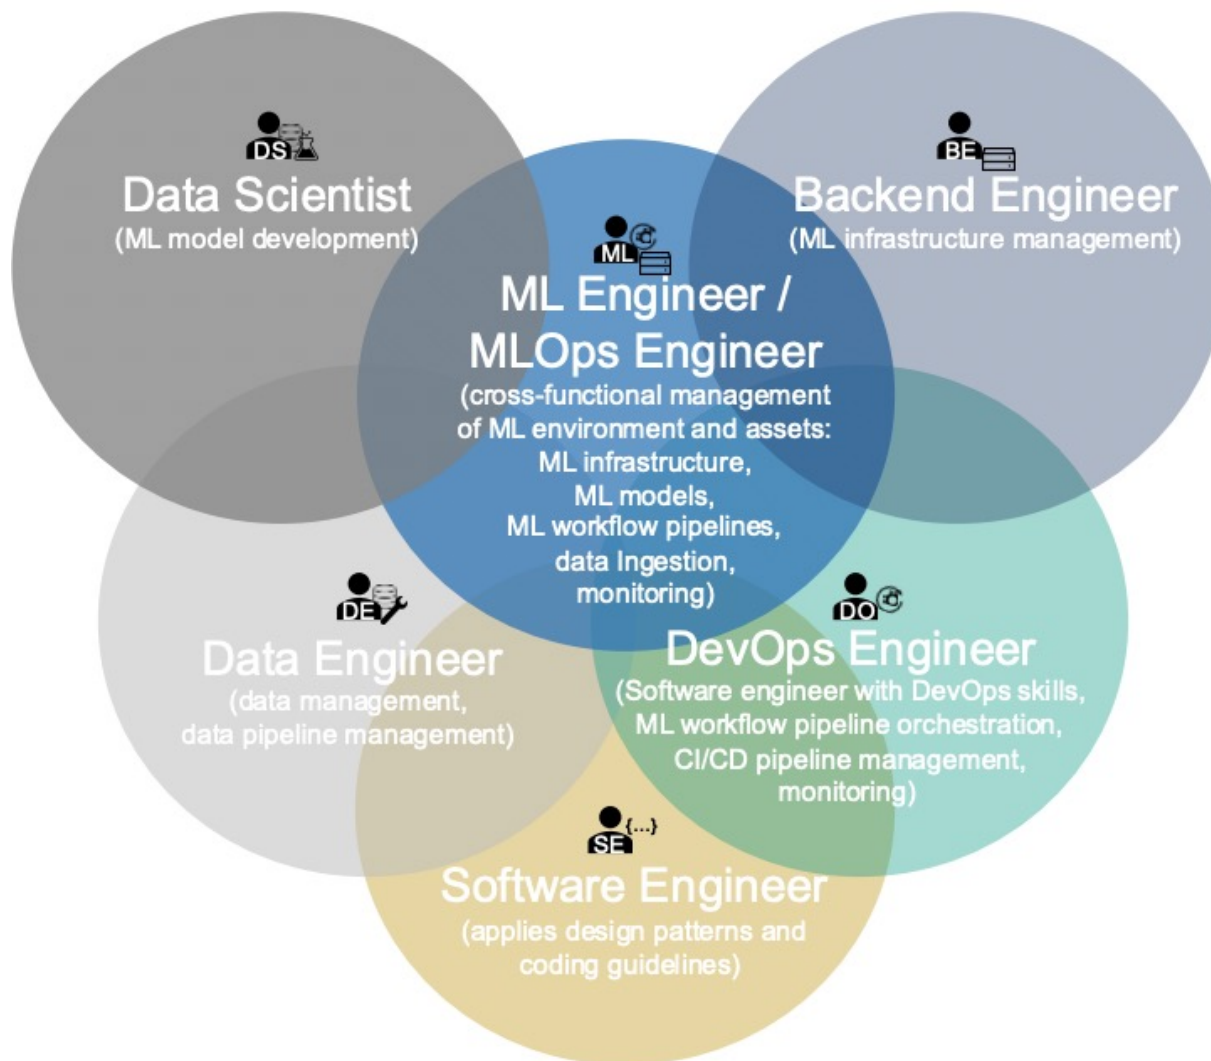 DS
Data Scientist
(ML model development)
BE
Backend Engineer
(ML infrastructure management)
ML
ML Engineer /
MLOps Engineer
(cross-functional management
of ML environment and assets:
ML infrastructure,
ML models,
ML workflow pipelines,
data Ingestion,
monitoring)
DE
Data Engineer
(data management,
data pipeline management)
DO
DevOps Engineer
(Software engineer with DevOps skills,
ML workflow pipeline orchestration,
CI/CD pipeline management,
monitoring)
SE {...}
Software Engineer
(applies design patterns and
coding guidelines)